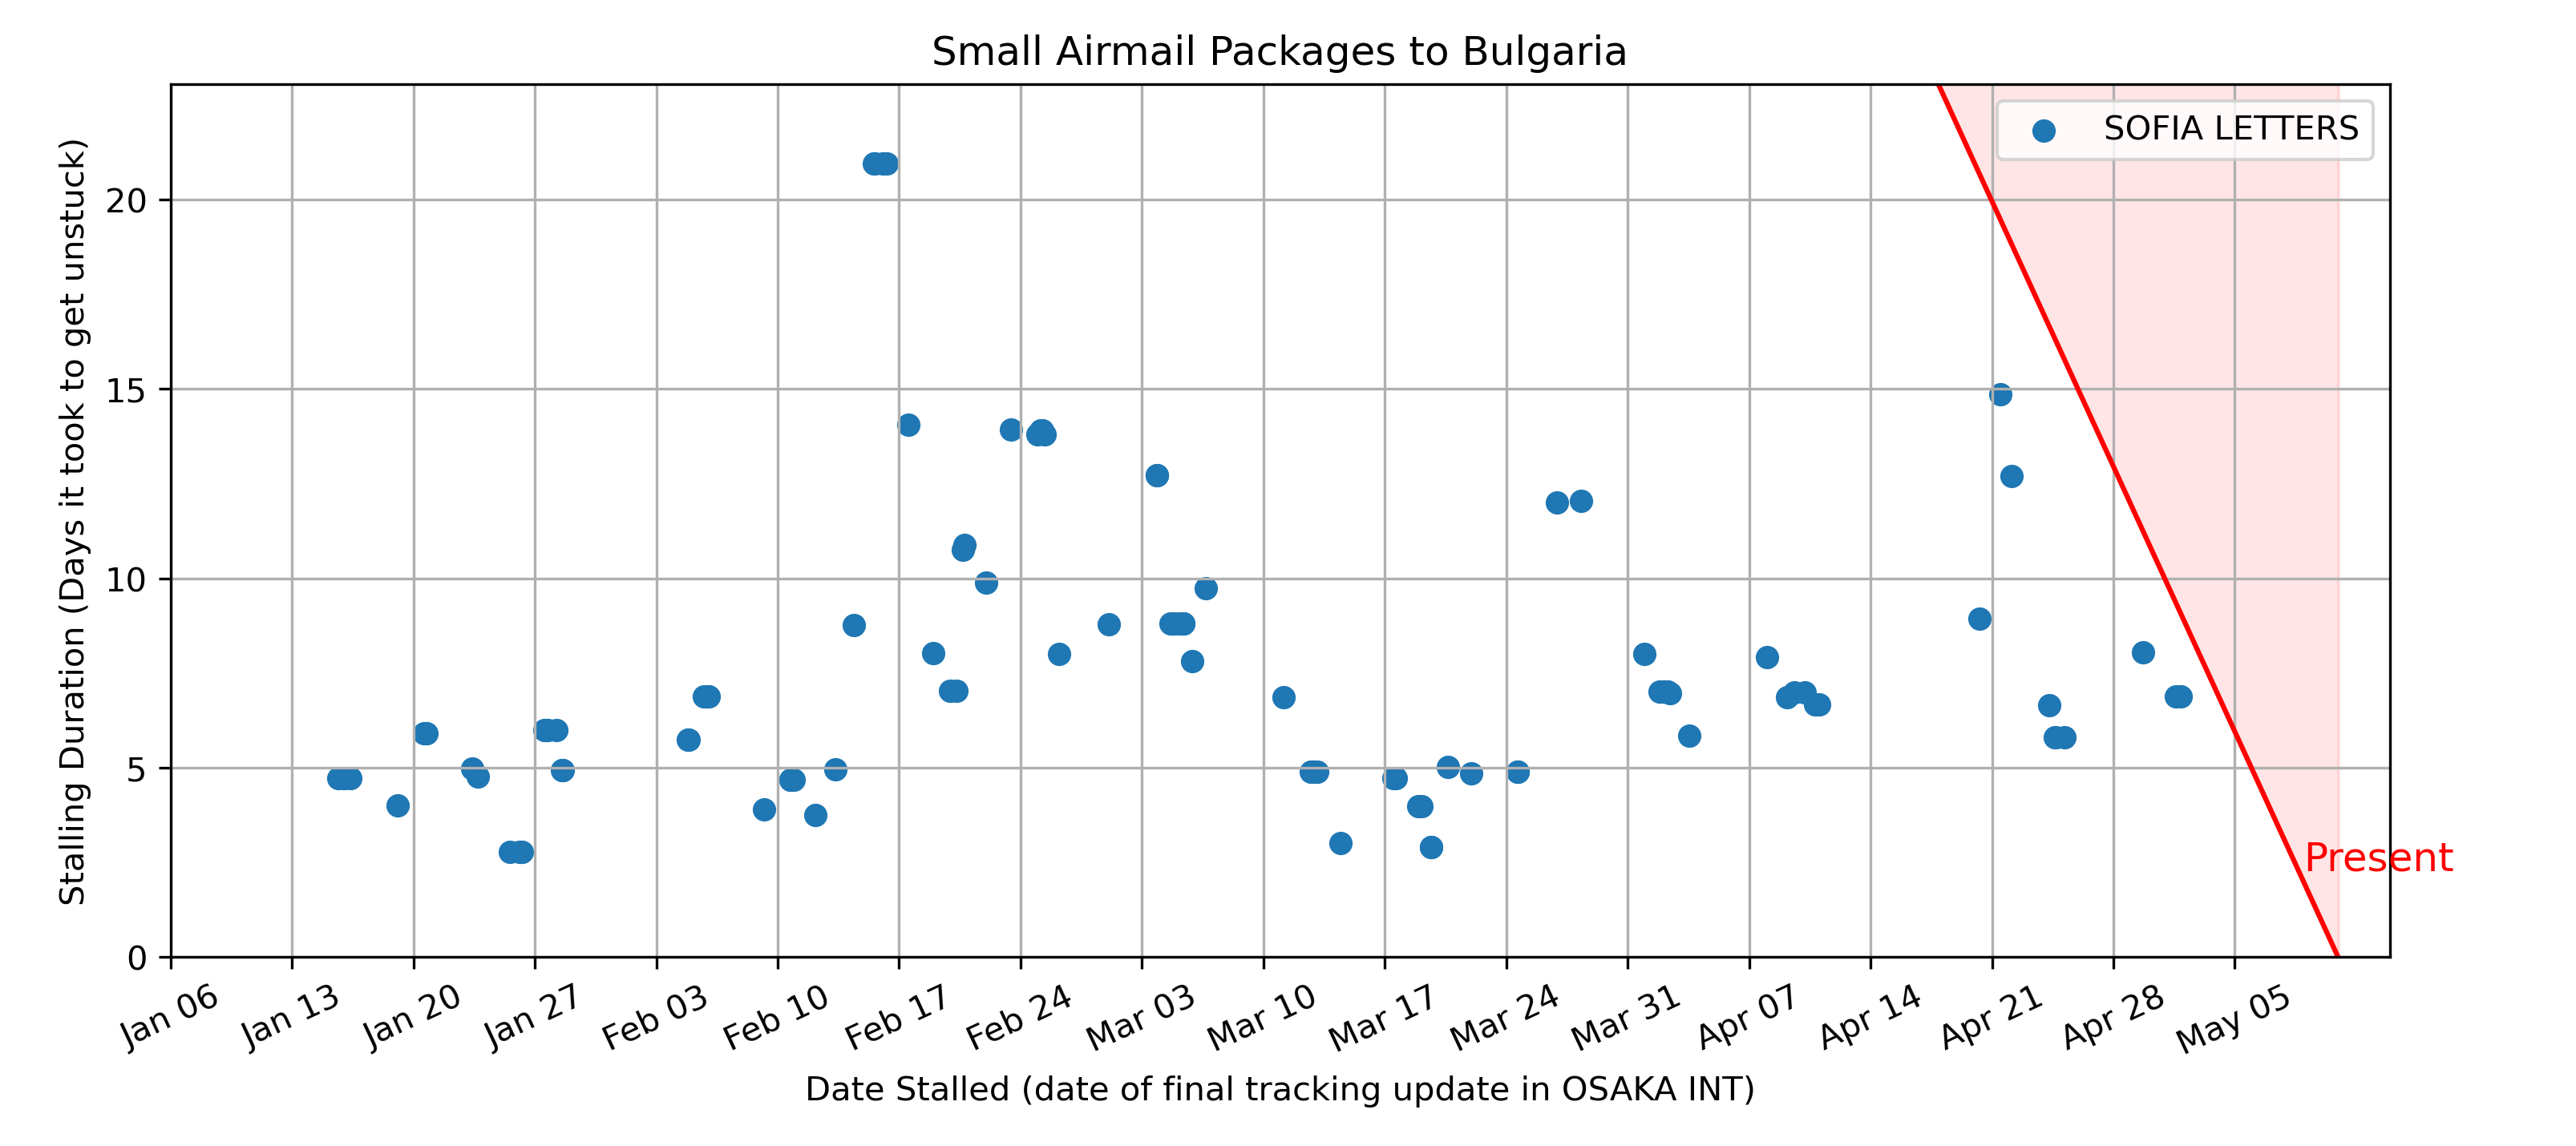 Small Airmail Packages to Bulgaria
SOFIA LETTERS
Stalling Duration (Days it took to get unstuck)
20
15
10
5
0
Present
Jan 06
Jan 13
Jan 20
Jan 27
Feb 03
Feb 10
Feb 17
Feb 24
Mar 03
Mar 10
Mar 17
Mar 24
Mar 31
Apr 07
Apr 14
Apr 21
Apr 28
May 05
Date Stalled (date of final tracking update in OSAKA INT)